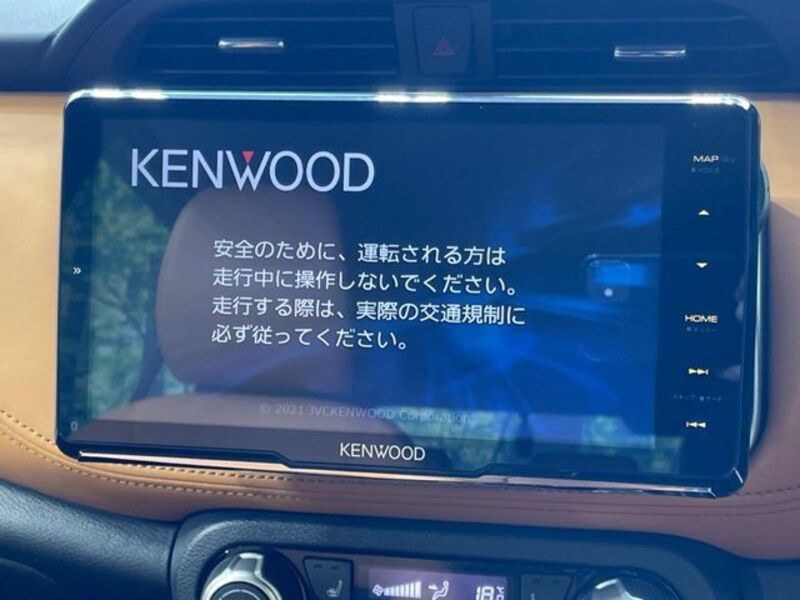 KENWOOD
安全のために、運転される方は
走行中に操作しないでください。
走行する際は、実際の交通規制に
必ず従ってください。
© 2021 JVCKENWOOD Corporation
KENWOOD
MAP
HOME
18℃